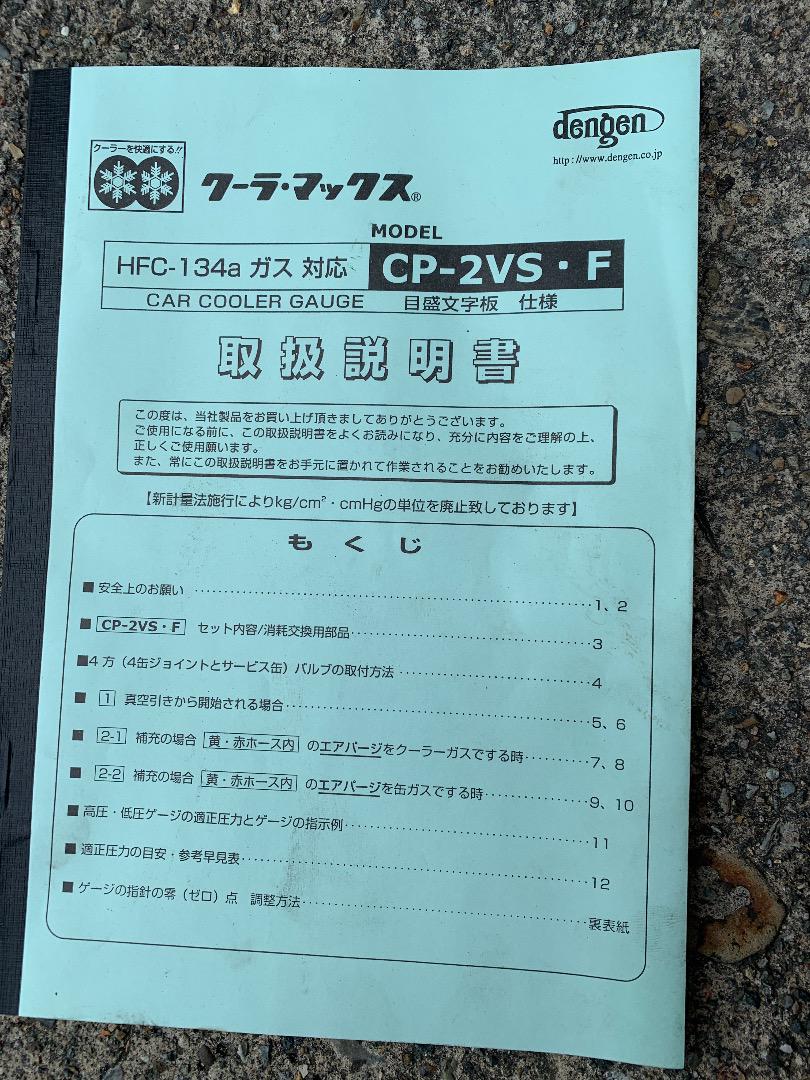 dengen
http://www.dengen.co.jp
クーラーを快適にする!!
クーラ・マックス®
MODEL
HFC-134a ガス 対応 CP-2VS・F
CAR COOLER GAUGE 目盛文字板 仕様
取扱説明書
この度は、当社製品をお買い上げ頂きましてありがとうございます。
ご使用になる前に、この取扱説明書をよくお読みになり、充分に内容をご理解の上、
正しくご使用願います。
また、常にこの取扱説明書をお手元に置かれて作業されることをお勧めいたします。
【新計量法施行によりkg/cm²・cmHgの単位を廃止致しております】
もくじ
■ 安全上のお願い ・・・・・・・・・・ 1、2
■ CP-2VS・F セット内容/消耗交換用部品・・・・・・・・・・ 3
■4方（4缶ジョイントとサービス缶）バルブの取付方法 ・・・・・・・・・・ 4
■ 1 真空引きから開始される場合・・・・・・・・・・ 5、6
■ 2-1 補充の場合 黄・赤ホース内 のエアパージをクーラーガスでする時・・・・・・・・・・ 7、8
■ 2-2 補充の場合 黄・赤ホース内 のエアパージを缶ガスでする時・・・・・・・・・・ 9、10
■ 高圧・低圧ゲージの適正圧力とゲージの指示例・・・・・・・・・・ 11
■ 適正圧力の目安・参考早見表・・・・・・・・・・ 12
■ ゲージの指針の零（ゼロ）点 調整方法・・・・・・・・・・ 裏表紙